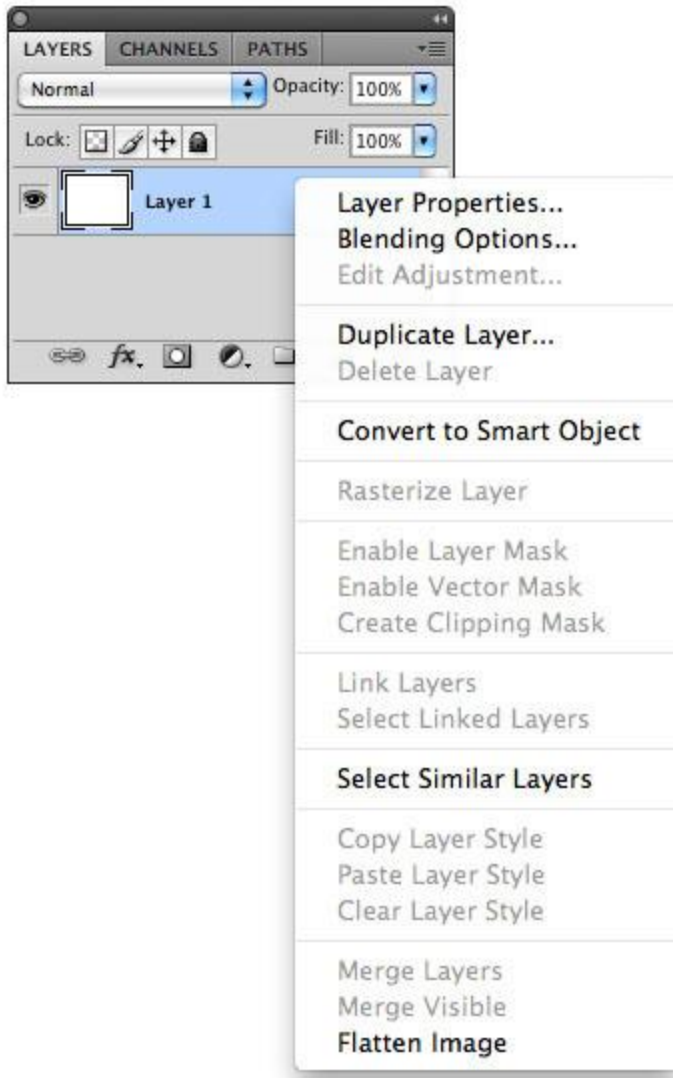 LAYERS CHANNELS PATHS
Normal Opacity: 100%
Lock: Fill: 100%
Layer 1
fx.
Layer Properties...
Blending Options...
Edit Adjustment...
Duplicate Layer...
Delete Layer
Convert to Smart Object
Rasterize Layer
Enable Layer Mask
Enable Vector Mask
Create Clipping Mask
Link Layers
Select Linked Layers
Select Similar Layers
Copy Layer Style
Paste Layer Style
Clear Layer Style
Merge Layers
Merge Visible
Flatten Image